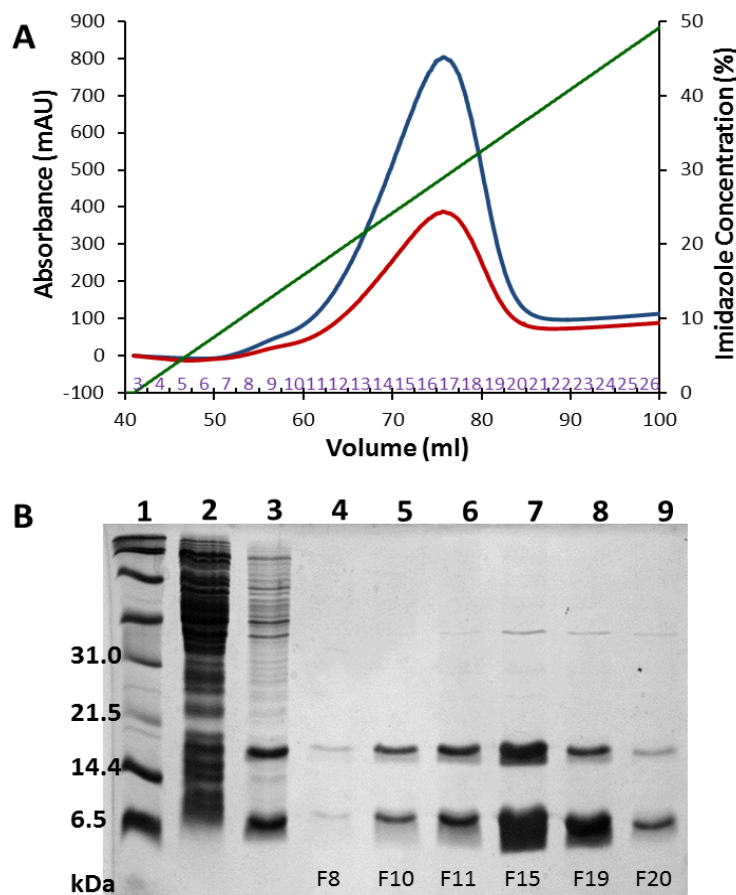 A
900
800
700
600
500
400
300
200
100
0
-100
Absorbance (mAU)
50
40
30
20
10
0
Imidazole Concentration (%)
3 4 5 6 7 8 9 10 11 12 13 14 15 16 17 18 19 20 21 22 23 24 25 26
40 50 60 70 80 90 100
Volume (ml)
B
1 2 3 4 5 6 7 8 9
31.0
21.5
14.4
6.5
kDa
F8 F10 F11 F15 F19 F20